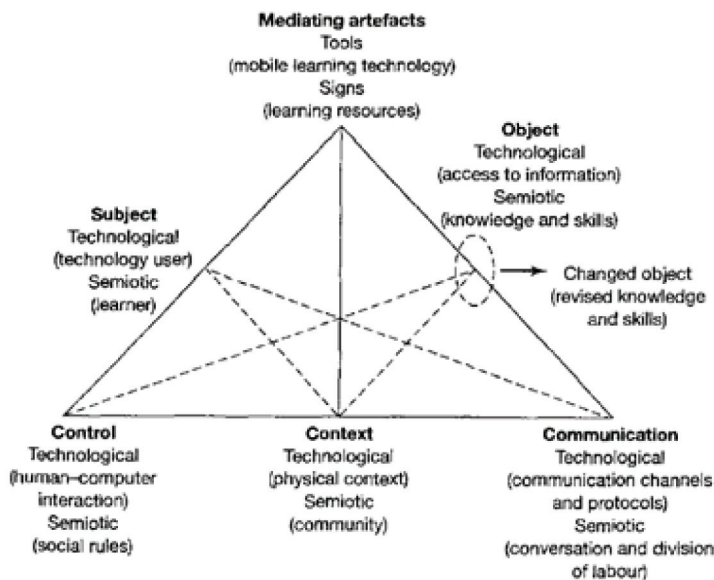 Mediating artefacts
Tools
(mobile learning technology)
Signs
(learning resources)
Object
Technological
(access to information)
Semiotic
(knowledge and skills)
Subject
Technological
(technology user)
Semiotic
(learner)
Changed object
(revised knowledge
and skills)
Control
Technological
(human–computer
interaction)
Semiotic
(social rules)
Context
Technological
(physical context)
Semiotic
(community)
Communication
Technological
(communication channels
and protocols)
Semiotic
(conversation and division
of labour)